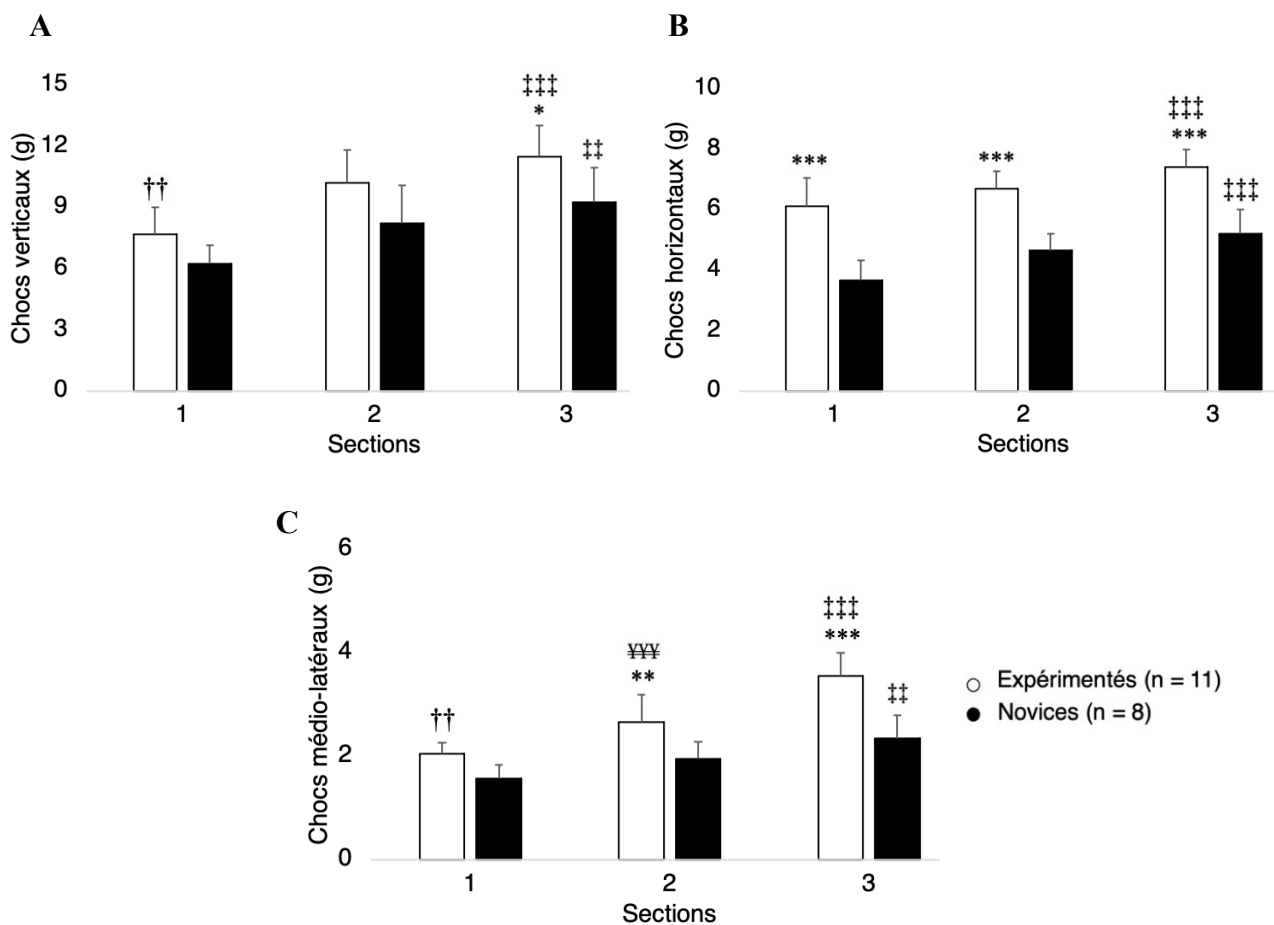 A
Chocs verticaux (g)
15
12
9
6
3
0
††
‡‡‡
*
‡‡
1 2 3
Sections
B
Chocs horizontaux (g)
10
8
6
4
2
0
***
***
‡‡‡
***
‡‡‡
1 2 3
Sections
C
Chocs médio-latéraux (g)
6
4
2
0
††
¥¥¥
**
‡‡‡
***
‡‡
1 2 3
Sections
Expérimentés (n = 11)
Novices (n = 8)